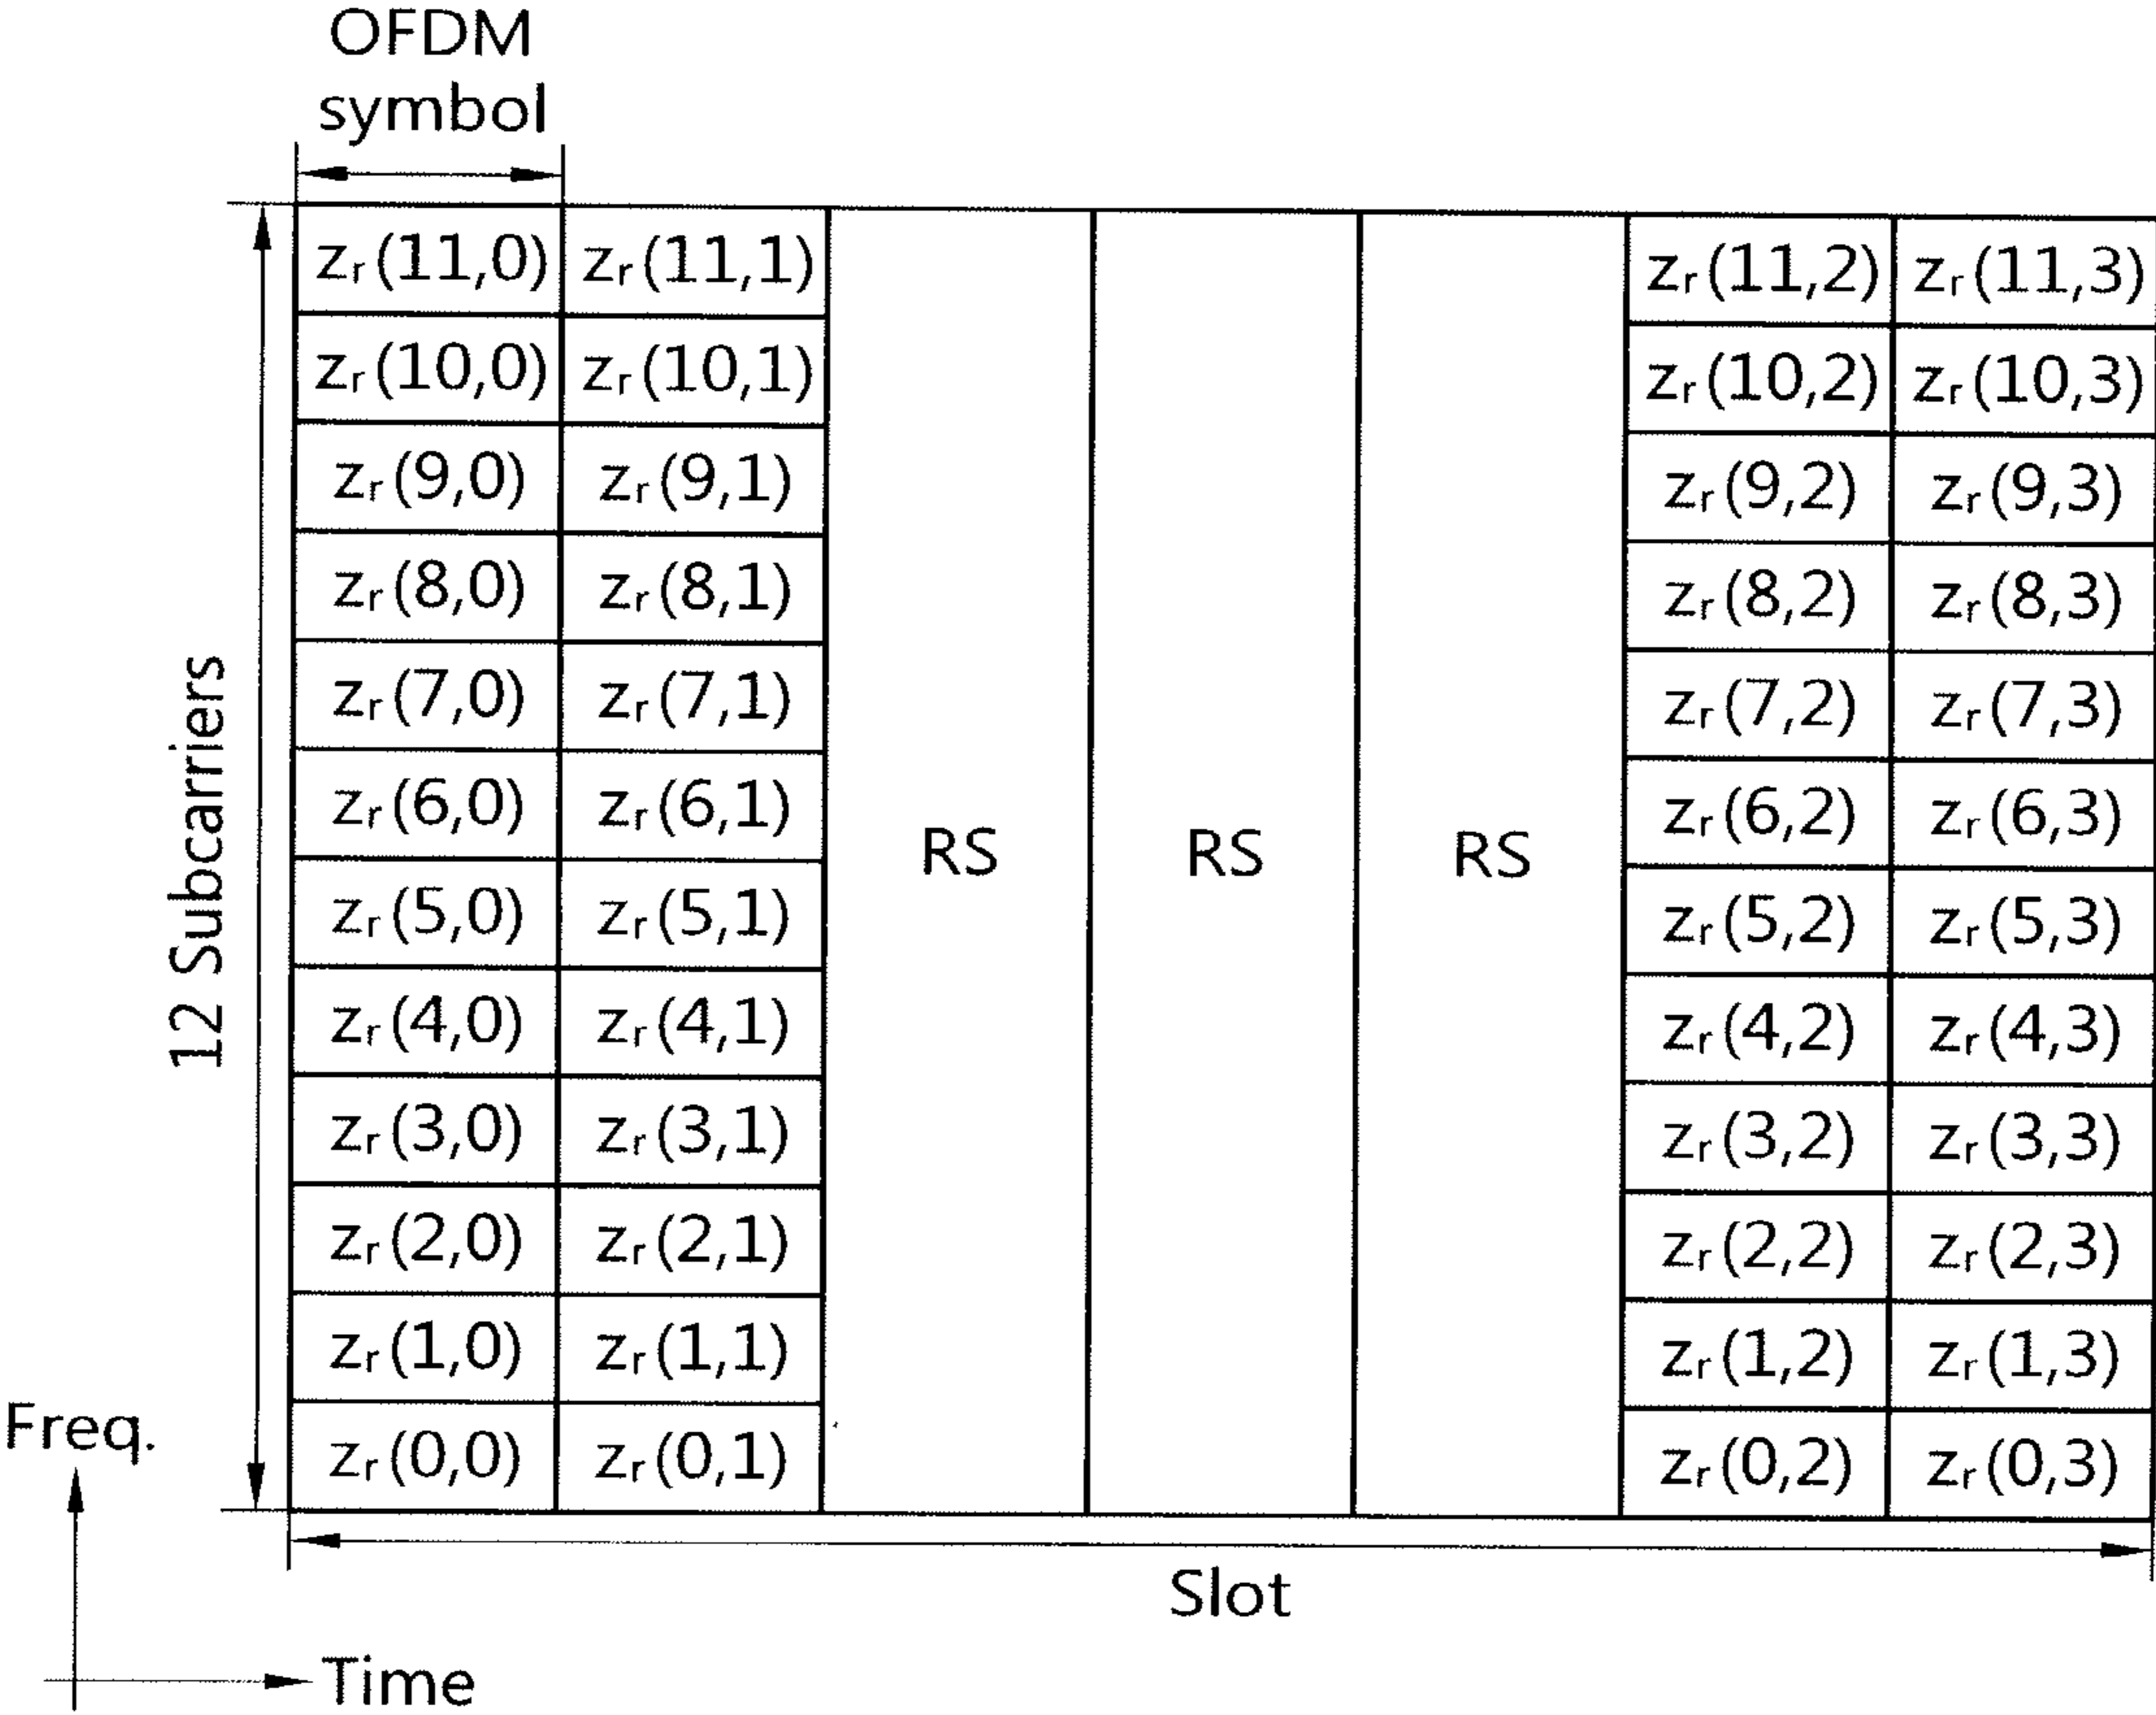 OFDM
symbol
zr(11,0) zr(11,1) zr(11,2) zr(11,3)
zr(10,0) zr(10,1) zr(10,2) zr(10,3)
zr(9,0) zr(9,1) zr(9,2) zr(9,3)
zr(8,0) zr(8,1) zr(8,2) zr(8,3)
zr(7,0) zr(7,1) zr(7,2) zr(7,3)
zr(6,0) zr(6,1) zr(6,2) zr(6,3)
12 Subcarriers
RS RS RS
zr(5,0) zr(5,1) zr(5,2) zr(5,3)
zr(4,0) zr(4,1) zr(4,2) zr(4,3)
zr(3,0) zr(3,1) zr(3,2) zr(3,3)
zr(2,0) zr(2,1) zr(2,2) zr(2,3)
zr(1,0) zr(1,1) zr(1,2) zr(1,3)
zr(0,0) zr(0,1) zr(0,2) zr(0,3)
Freq.
Slot
Time